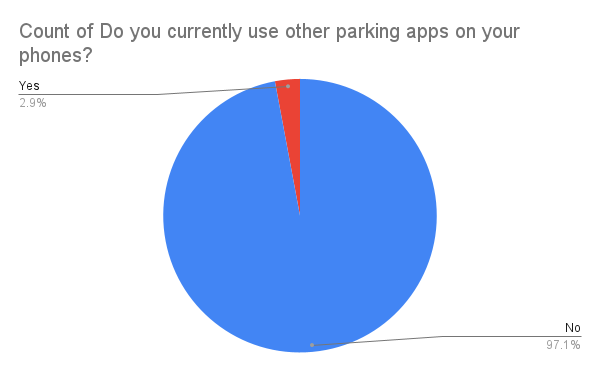 Count of Do you currently use other parking apps on your
phones?
Yes
2.9%
No
97.1%